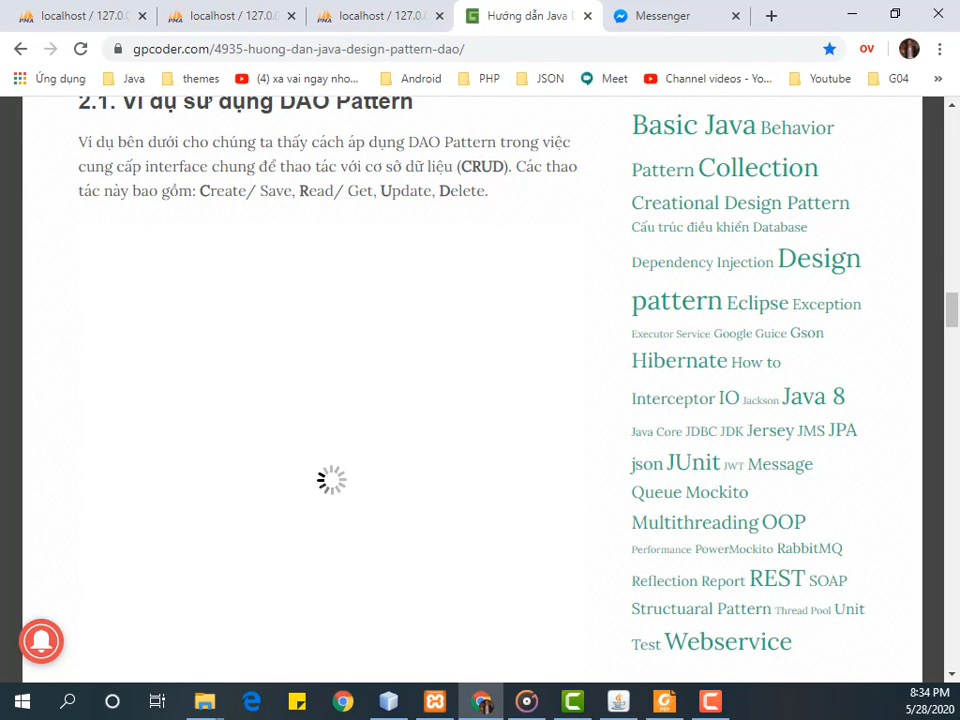 localhost / 127.0.
localhost / 127.0.
localhost / 127.0.
Hướng dẫn Java
Messenger
gpcoder.com/4935-huong-dan-java-design-pattern-dao/
OV
Ứng dụng
Java
themes
(4) xa vai ngay nho...
Android
PHP
JSON
Meet
Channel videos - Yo...
Youtube
G04
»
2.1. Ví dụ sử dụng DAO Pattern
Ví dụ bên dưới cho chúng ta thấy cách áp dụng DAO Pattern trong việc
cung cấp interface chung để thao tác với cơ sở dữ liệu (CRUD). Các thao
tác này bao gồm: Create/ Save, Read/ Get, Update, Delete.
Basic Java Behavior
Pattern Collection
Creational Design Pattern
Cấu trúc điều khiển Database
Dependency Injection Design
pattern Eclipse Exception
Executor Service Google Guice Gson
Hibernate How to
Interceptor IO Jackson Java 8
Java Core JDBC JDK Jersey JMS JPA
json JUnit JWT Message
Queue Mockito
Multithreading OOP
Performance PowerMockito RabbitMQ
Reflection Report REST SOAP
Structuaral Pattern Thread Pool Unit
Test Webservice
8:34 PM
5/28/2020